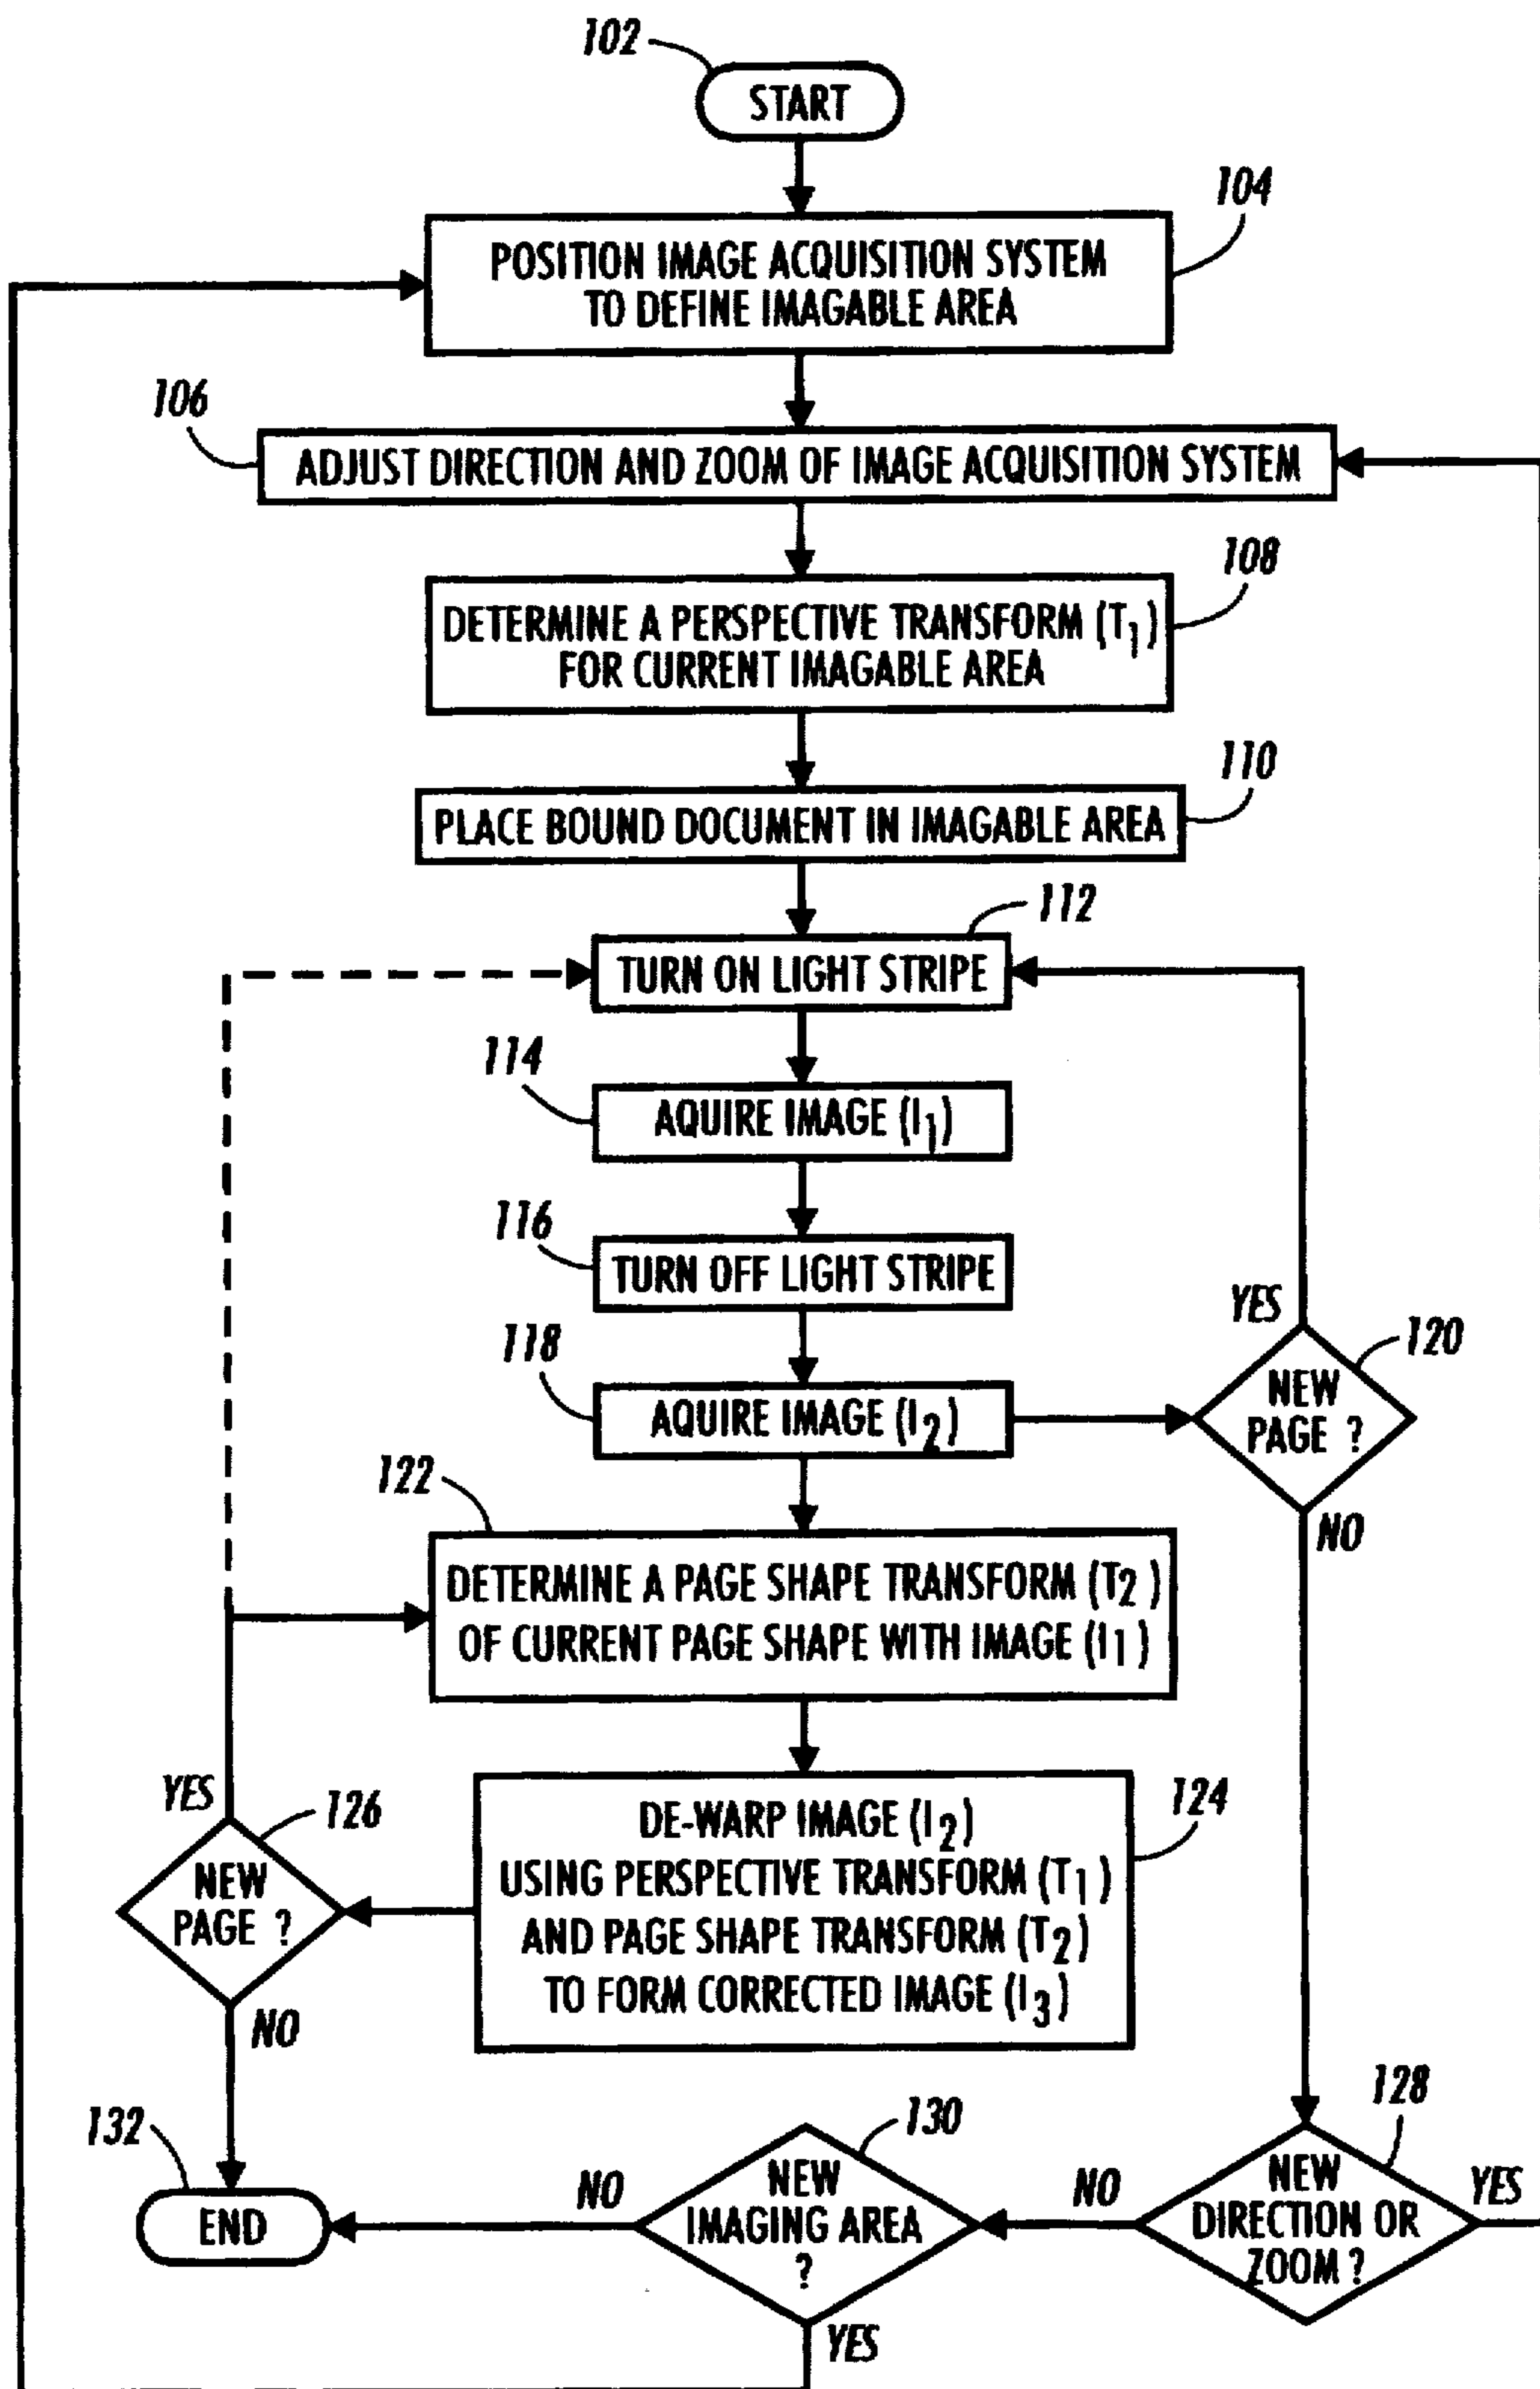 102
START
104
POSITION IMAGE ACQUISITION SYSTEM
TO DEFINE IMAGABLE AREA
106
ADJUST DIRECTION AND ZOOM OF IMAGE ACQUISITION SYSTEM
108
DETERMINE A PERSPECTIVE TRANSFORM (T1)
FOR CURRENT IMAGABLE AREA
110
PLACE BOUND DOCUMENT IN IMAGABLE AREA
112
TURN ON LIGHT STRIPE
114
AQUIRE IMAGE (I1)
116
TURN OFF LIGHT STRIPE
118
AQUIRE IMAGE (I2)
YES
120
NEW
PAGE ?
NO
122
DETERMINE A PAGE SHAPE TRANSFORM (T2)
OF CURRENT PAGE SHAPE WITH IMAGE (I1)
124
DE-WARP IMAGE (I2)
USING PERSPECTIVE TRANSFORM (T1)
AND PAGE SHAPE TRANSFORM (T2)
TO FORM CORRECTED IMAGE (I3)
YES
126
NEW
PAGE ?
NO
132
END
NO
130
NEW
IMAGING AREA
?
YES
NO
128
NEW
DIRECTION OR
ZOOM ?
YES